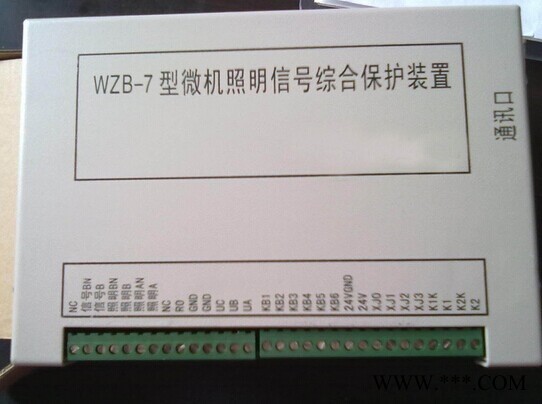 WZB-7型微机照明信号综合保护装置
通讯口
NC
信号BN
信号B
照明BN
照明B
照明AN
照明A
NC
RO
GND
GND
UC
UB
UA
KB1
KB2
KB3
KB4
KB5
KB6
24VGND
24V
XJ0
XJ1
XJ2
XJ3
K1K
K1
K2K
K2
WWW.***.COM